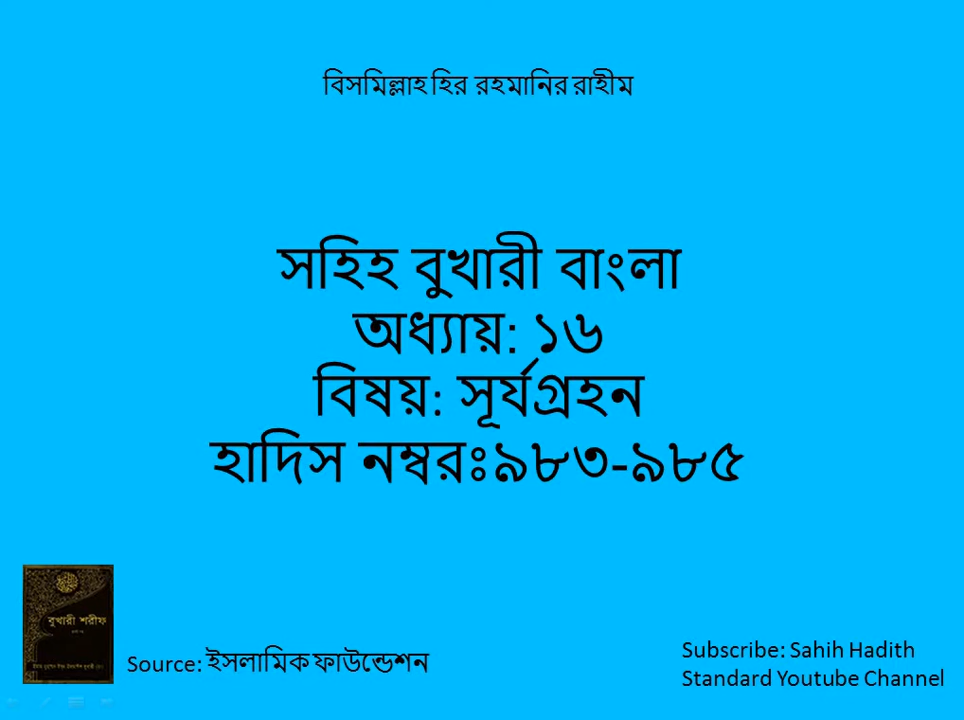 বিসমিল্লাহ হির রহমানির রাহীম
সহিহ বুখারী বাংলা
অধ্যায়: ১৬
বিষয়: সূর্যগ্রহন
হাদিস নম্বরঃ৯৮৩-৯৮৫
বুখারী শরীফ
Source: ইসলামিক ফাউন্ডেশন
Subscribe: Sahih Hadith
Standard Youtube Channel